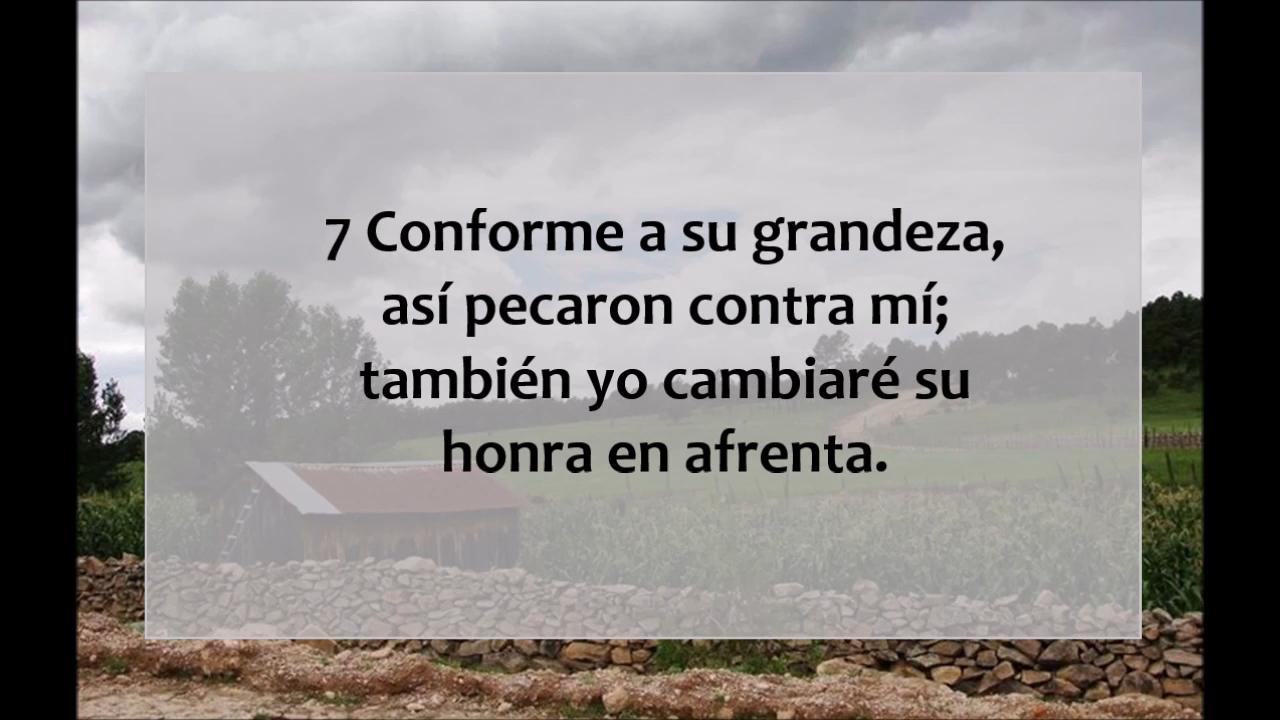 7 Conforme a su grandeza,
así pecaron contra mí;
también yo cambiaré su
honra en afrenta.